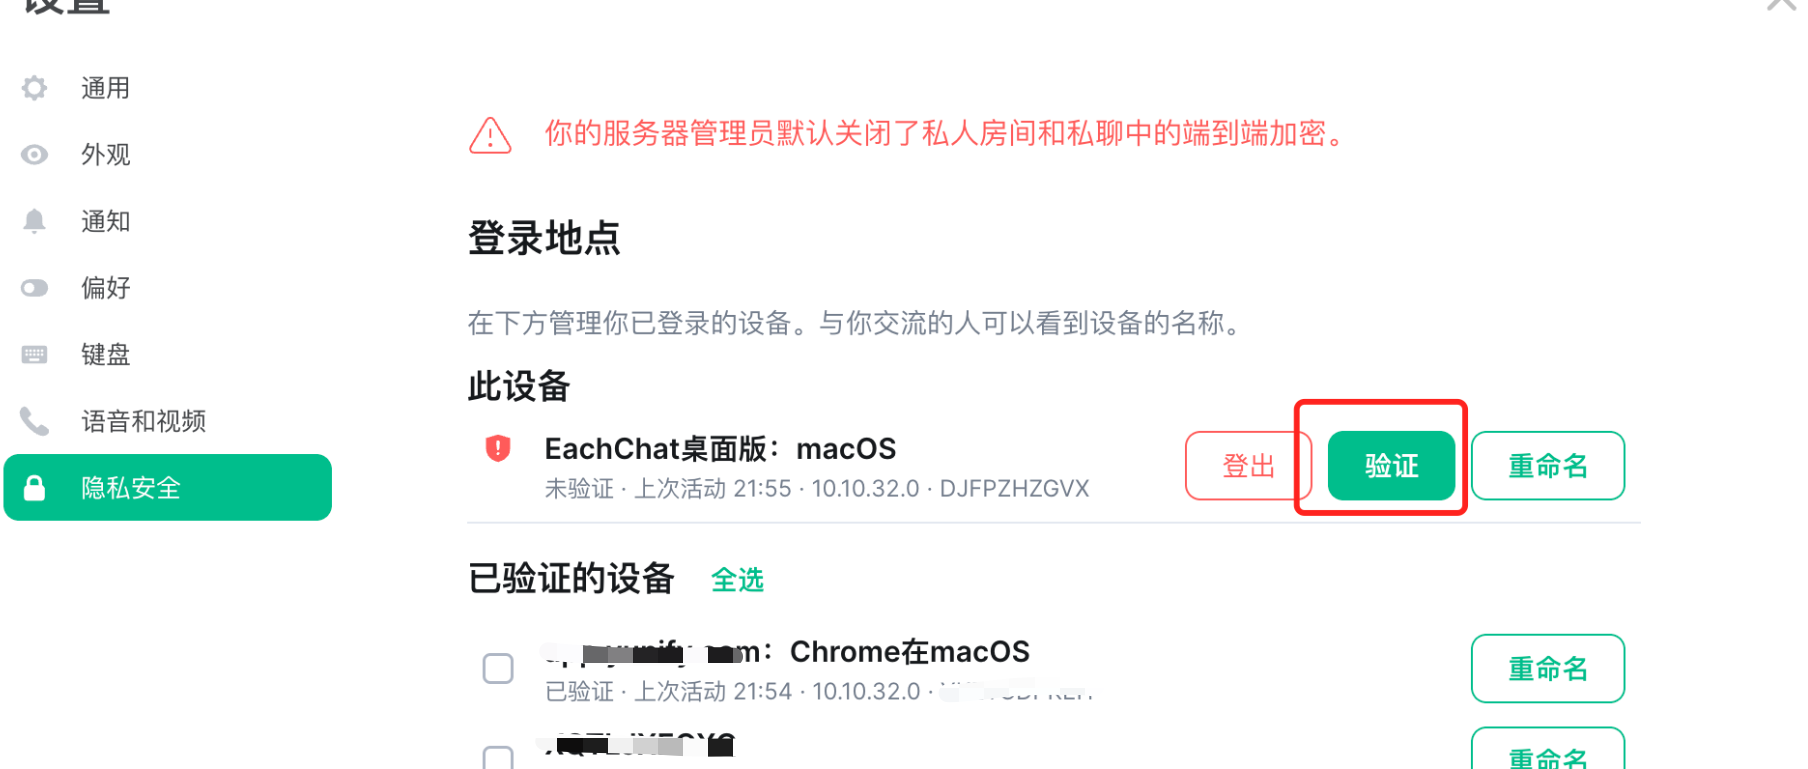 设置
通用
外观
通知
偏好
键盘
语音和视频
隐私安全
你的服务器管理员默认关闭了私人房间和私聊中的端到端加密。
登录地点
在下方管理你已登录的设备。与你交流的人可以看到设备的名称。
此设备
EachChat桌面版：macOS
未验证 · 上次活动 21:55 · 10.10.32.0 · DJFPZHZGVX
登出
验证
重命名
已验证的设备 全选
：Chrome在macOS
已验证 · 上次活动 21:54 · 10.10.32.0 ·
重命名
重命名